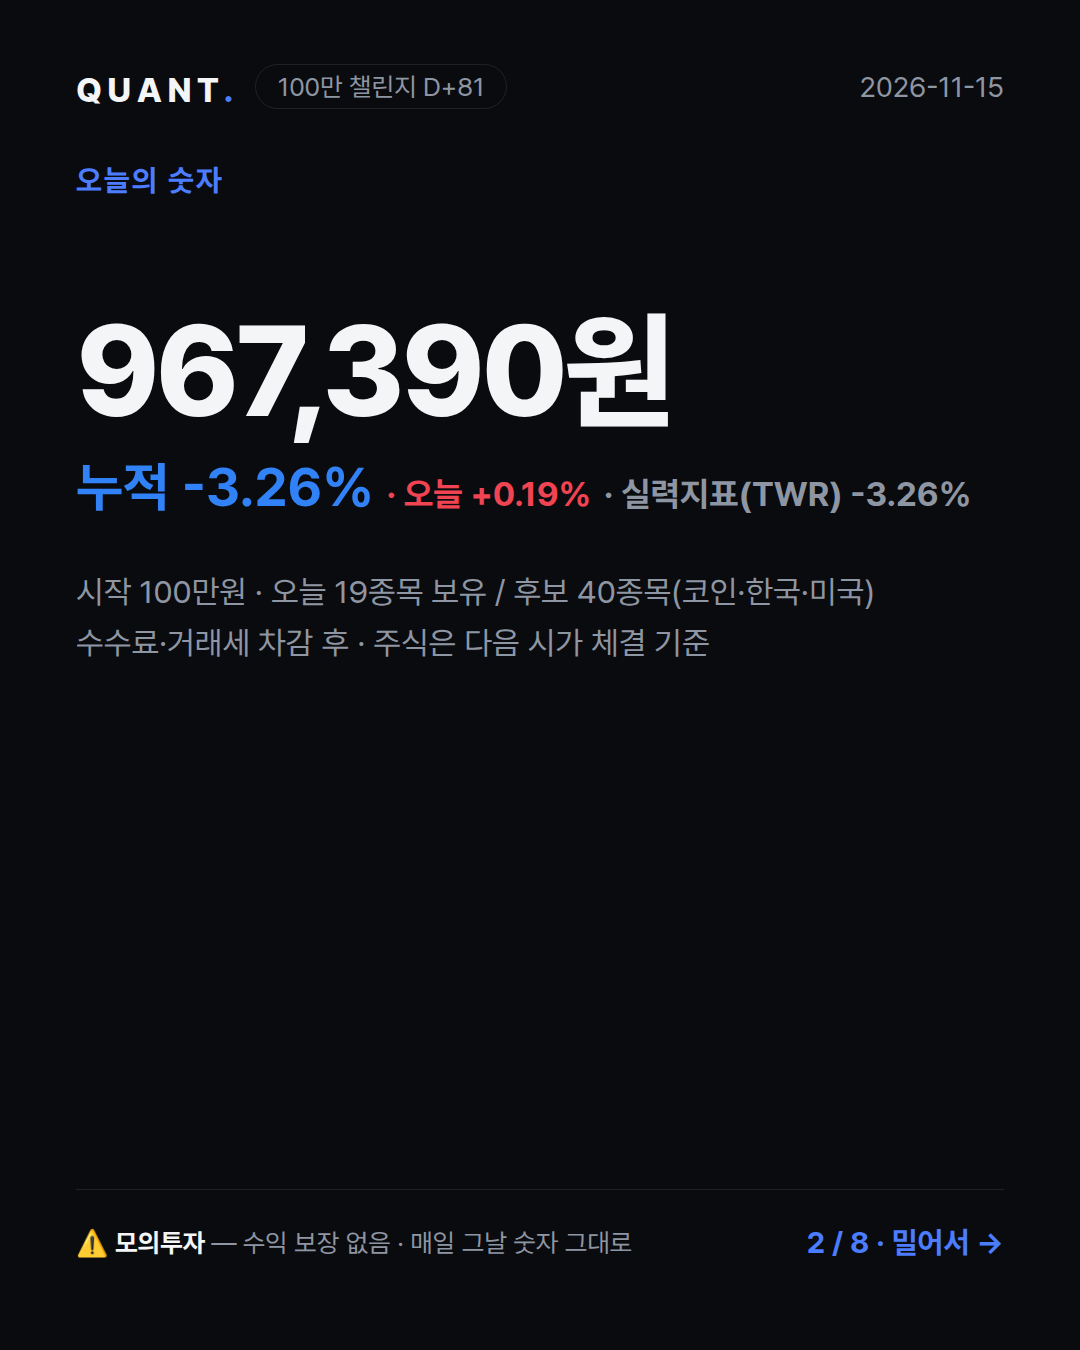 QUANT. 100만 챌린지 D+81 2026-11-15
오늘의 숫자
967,390원
누적 -3.26% · 오늘 +0.19% · 실력지표(TWR) -3.26%
시작 100만원 · 오늘 19종목 보유 / 후보 40종목(코인·한국·미국)
수수료·거래세 차감 후 · 주식은 다음 시가 체결 기준
⚠️ 모의투자 — 수익 보장 없음 · 매일 그날 숫자 그대로 2 / 8 · 밀어서 →